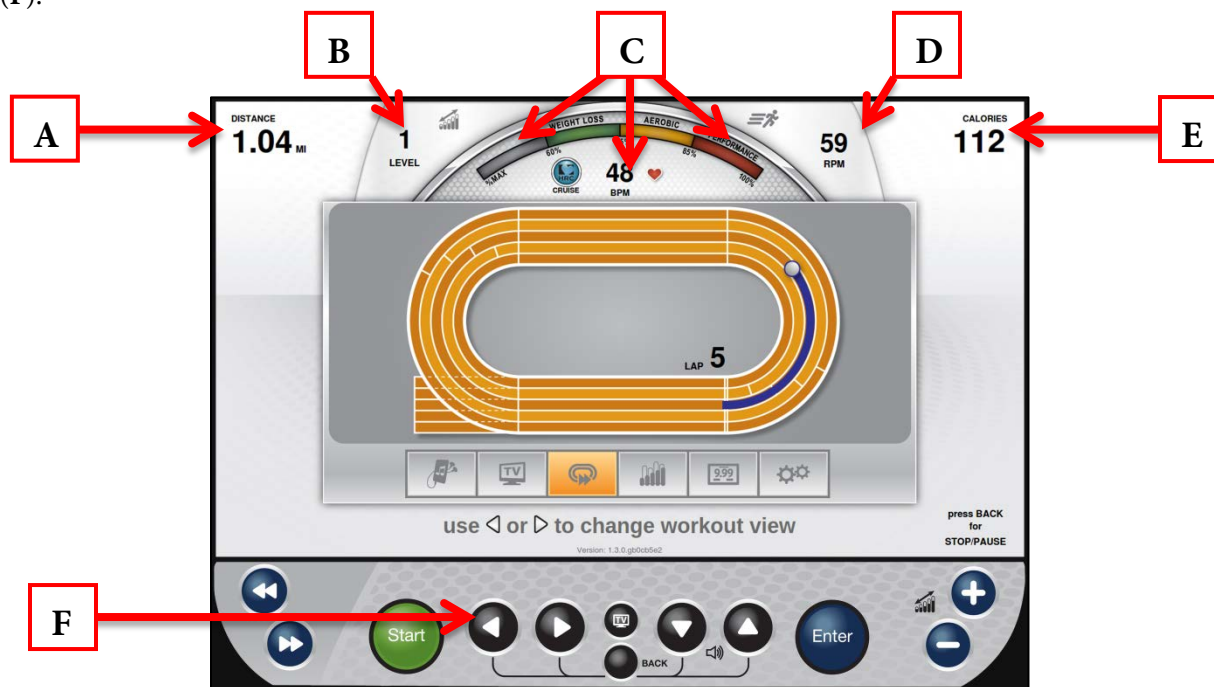 (F).
B
C
D
A
E
DISTANCE
1.04 MI
1
LEVEL
WEIGHT LOSS
AEROBIC
PERFORMANCE
%MAX
60%
85%
100%
HRC
CRUISE
48
BPM
59
RPM
CALORIES
112
LAP 5
TV
9.99
use ◁ or ▷ to change workout view
Version: 1.3.0.gb0cb5e2
press BACK
for
STOP/PAUSE
F
Start
TV
BACK
Enter